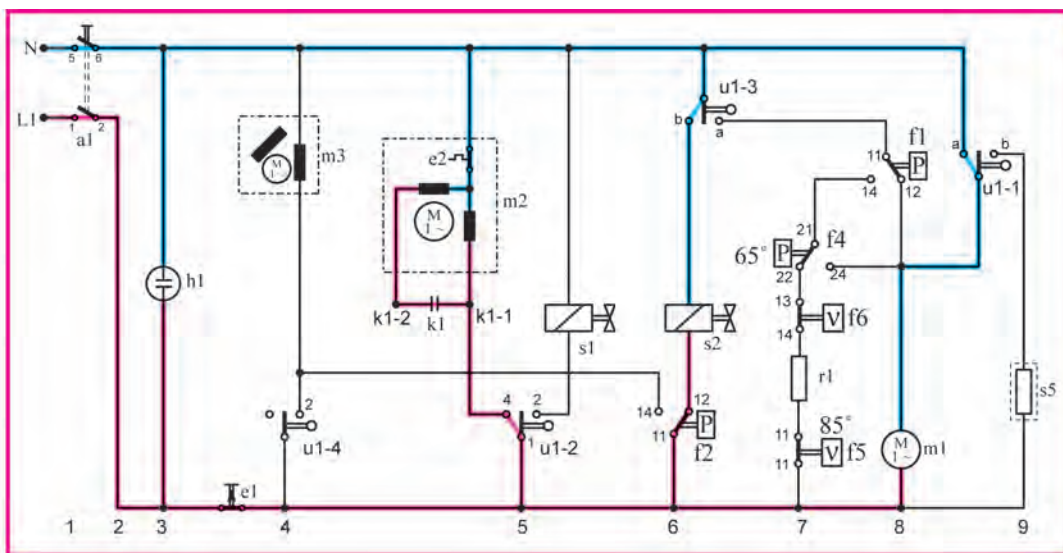 N 5 6
L1 1 2
a1
h1
M 1~ m3
e2
M 1~ m2
k1-2 k1 k1-1
s1
u1-3
b a
s2
f1
11 P
14 12
a b
u1-1
21
65° P f4
22 24
13
14 v f6
r1
s5
11 85°
v f5
11
M 1~ m1
2
u1-4
4 2
1 u1-2
14 12
11 P
f2
e1
1 2 3 4 5 6 7 8 9